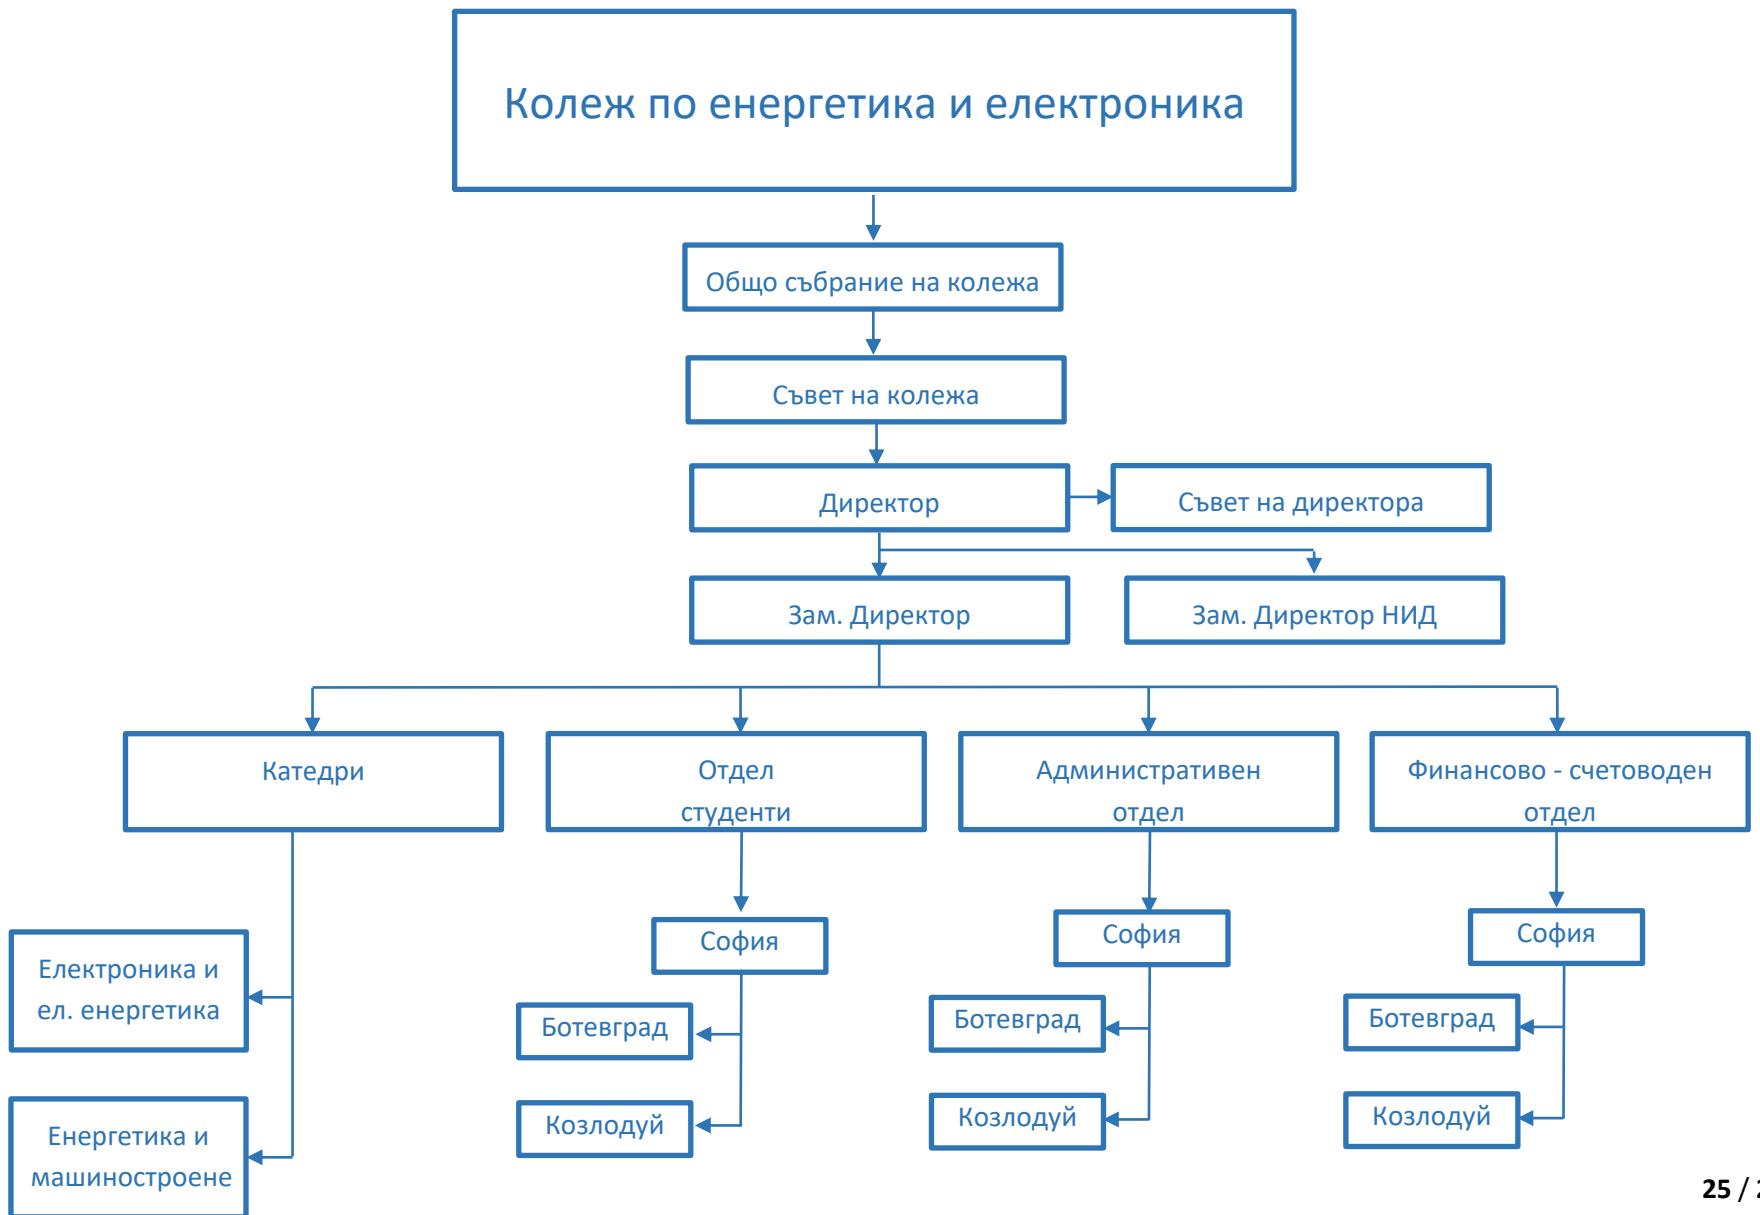 Колеж по енергетика и електроника
Общо събрание на колежа
Съвет на колежа
Директор
Съвет на директора
Зам. Директор
Зам. Директор НИД
Катедри
Отдел
студенти
Административен
отдел
Финансово - счетоводен
отдел
Електроника и
ел. енергетика
Енергетика и
машиностроене
София
Ботевград
Козлодуй
София
Ботевград
Козлодуй
София
Ботевград
Козлодуй
25 /